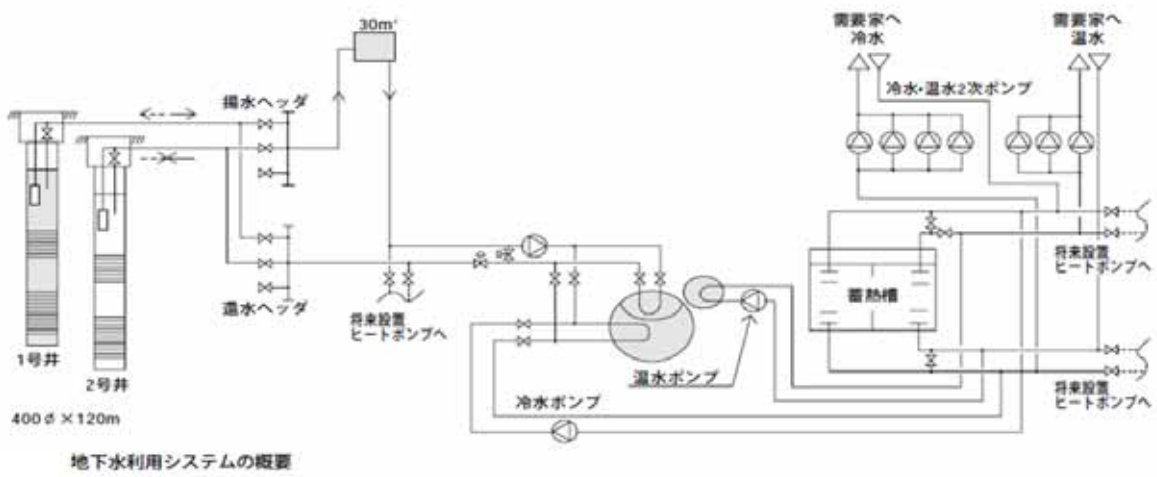 30m³
需要家へ
冷水
需要家へ
温水
冷水・温水2次ポンプ
揚水ヘッダ
還水ヘッダ
将来設置
ヒートポンプへ
蓄熱槽
将来設置
ヒートポンプへ
温水ポンプ
冷水ポンプ
将来設置
ヒートポンプへ
1号井
2号井
400φ×120m
地下水利用システムの概要